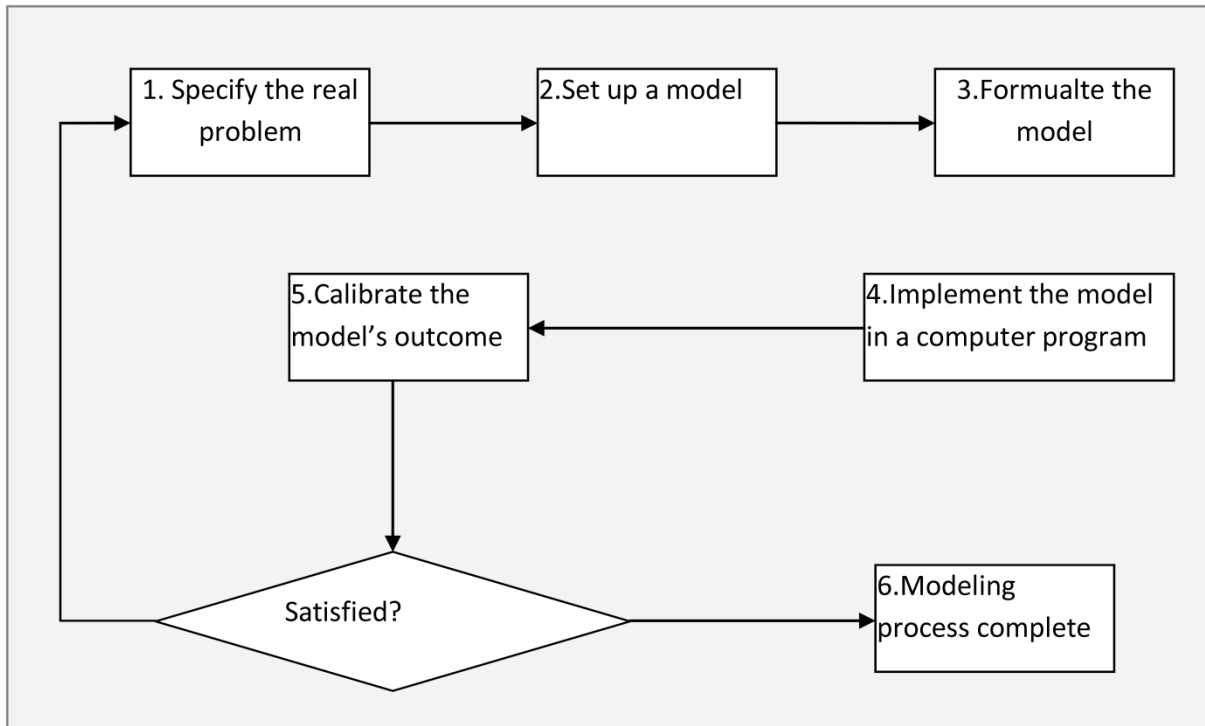 1. Specify the real
problem
2.Set up a model
3.Formualte the
model
5.Calibrate the
model’s outcome
4.Implement the model
in a computer program
Satisfied?
6.Modeling
process complete